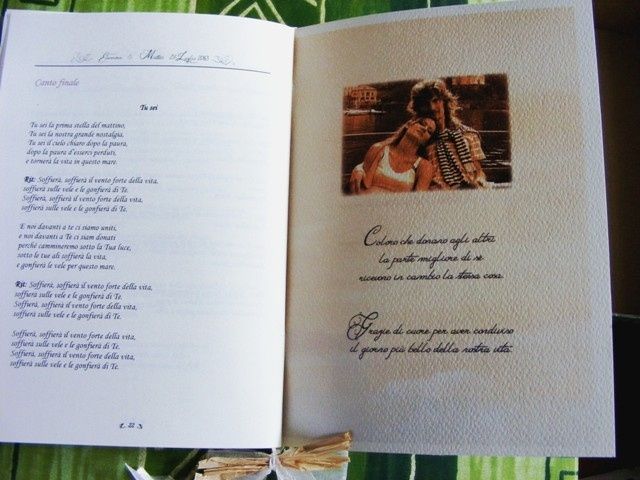 Matteo
Luglio
Canto finale
Tu sei
Tu sei la prima stella del mattino,
Tu sei la nostra grande nostalgia,
Tu sei il cielo chiaro dopo la paura,
dopo la paura d'esserci perduti,
e tornerà la vita in questo mare.
Rit: Soffierà, soffierà il vento forte della vita,
soffierà sulle vele e le gonfierà di Te.
Soffierà, soffierà il vento forte della vita,
soffierà sulle vele e le gonfierà di Te.
E noi davanti a te ci siamo uniti,
e noi davanti a Te ci siam donati
perché cammineremo sotto la Tua luce,
sotto le tue ali soffierà la vita,
e gonfierà le vele per questo mare.
Rit: Soffierà, soffierà il vento forte della vita,
soffierà sulle vele e le gonfierà di Te.
Soffierà, soffierà il vento forte della vita,
soffierà sulle vele e le gonfierà di Te.
Soffierà, soffierà il vento forte della vita,
soffierà sulle vele e le gonfierà di Te.
Soffierà, soffierà il vento forte della vita,
soffierà sulle vele e le gonfierà di Te.
22
Coloro che donano agli altri
la parte migliore di sé
ricevono in cambio la stessa cosa.
Grazie di cuore per aver condiviso
il giorno più bello della nostra vita.